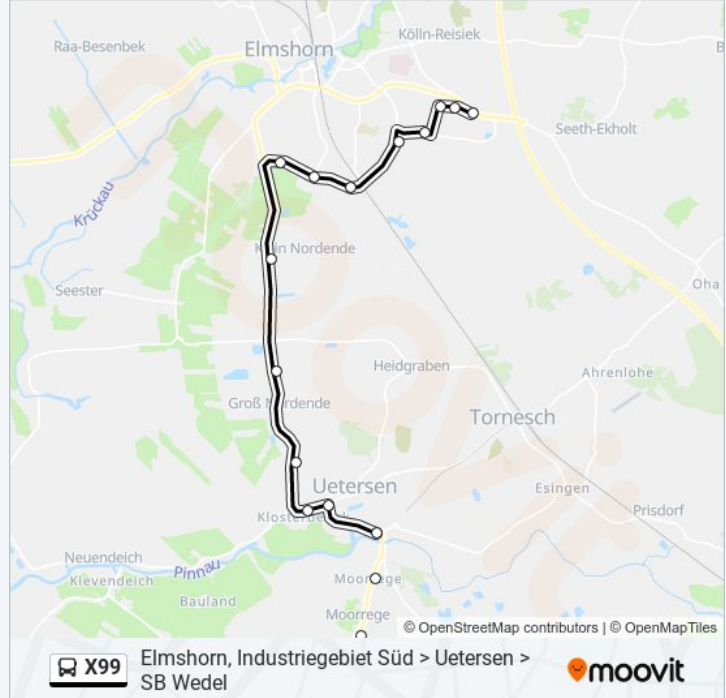 Raa-Besenbek
Elmshorn
Kölln-Reisiek
Seeth-Ekholt
Krückau
Klein Nordende
Seester
Oha
Heidgraben
Ahrenlohe
Groß Nordende
Tornesch
Uetersen
Esingen
Prisdorf
Neuendeich
Klevendeich
Pinnau
Bauland
Moorrege
Moorrege
© OpenStreetMap contributors | © OpenMapTiles
X99
Elmshorn, Industriegebiet Süd > Uetersen >
SB Wedel
moovit
moovit